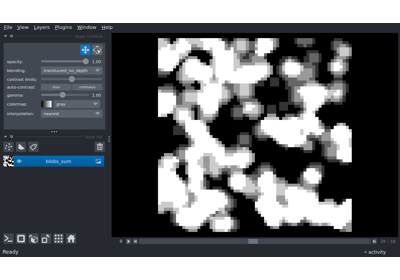 File View Layers Plugins Window Help
opacity: 1.00
blending: translucent_no_depth
contrast limits:
auto-contrast: once continuous
gamma: 1.00
colormap: gray
interpolation: nearest
blobs_sum
Ready
activity